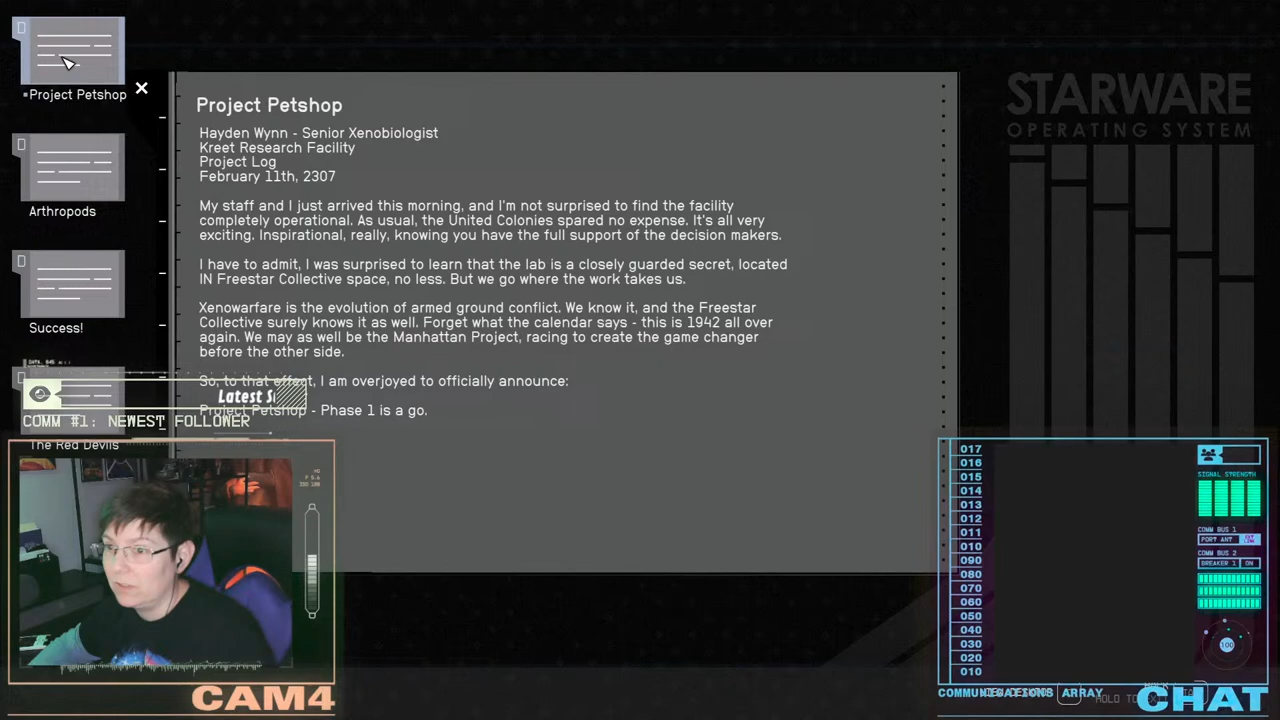 Project Petshop
Arthropods
Success!
The Red Devils
Project Petshop
Hayden Wynn - Senior Xenobiologist
Kreet Research Facility
Project Log
February 11th, 2307
My staff and I just arrived this morning, and I'm not surprised to find the facility
completely operational. As usual, the United Colonies spared no expense. It's all very
exciting. Inspirational, really, knowing you have the full support of the decision makers.
I have to admit, I was surprised to learn that the lab is a closely guarded secret, located
IN Freestar Collective space, no less. But we go where the work takes us.
Xenowarfare is the evolution of armed ground conflict. We know it, and the Freestar
Collective surely knows it as well. Forget what the calendar says - this is 1942 all over
again. We may as well be the Manhattan Project, racing to create the game changer
before the other side.
So, to that effect, I am overjoyed to officially announce:
Project Petshop - Phase 1 is a go.
STARWARE
OPERATING SYSTEM
Latest
COMM #1: NEWEST FOLLOWER
CAM4
017
016
015
014
013
012
011
010
090
080
070
060
050
040
030
020
010
SIGNAL STRENGTH
COMM BUS 1
PORT ANT
COMM BUS 2
BREAKER 1 ON
100
COMMUNICATIONS ARRAY
CHAT